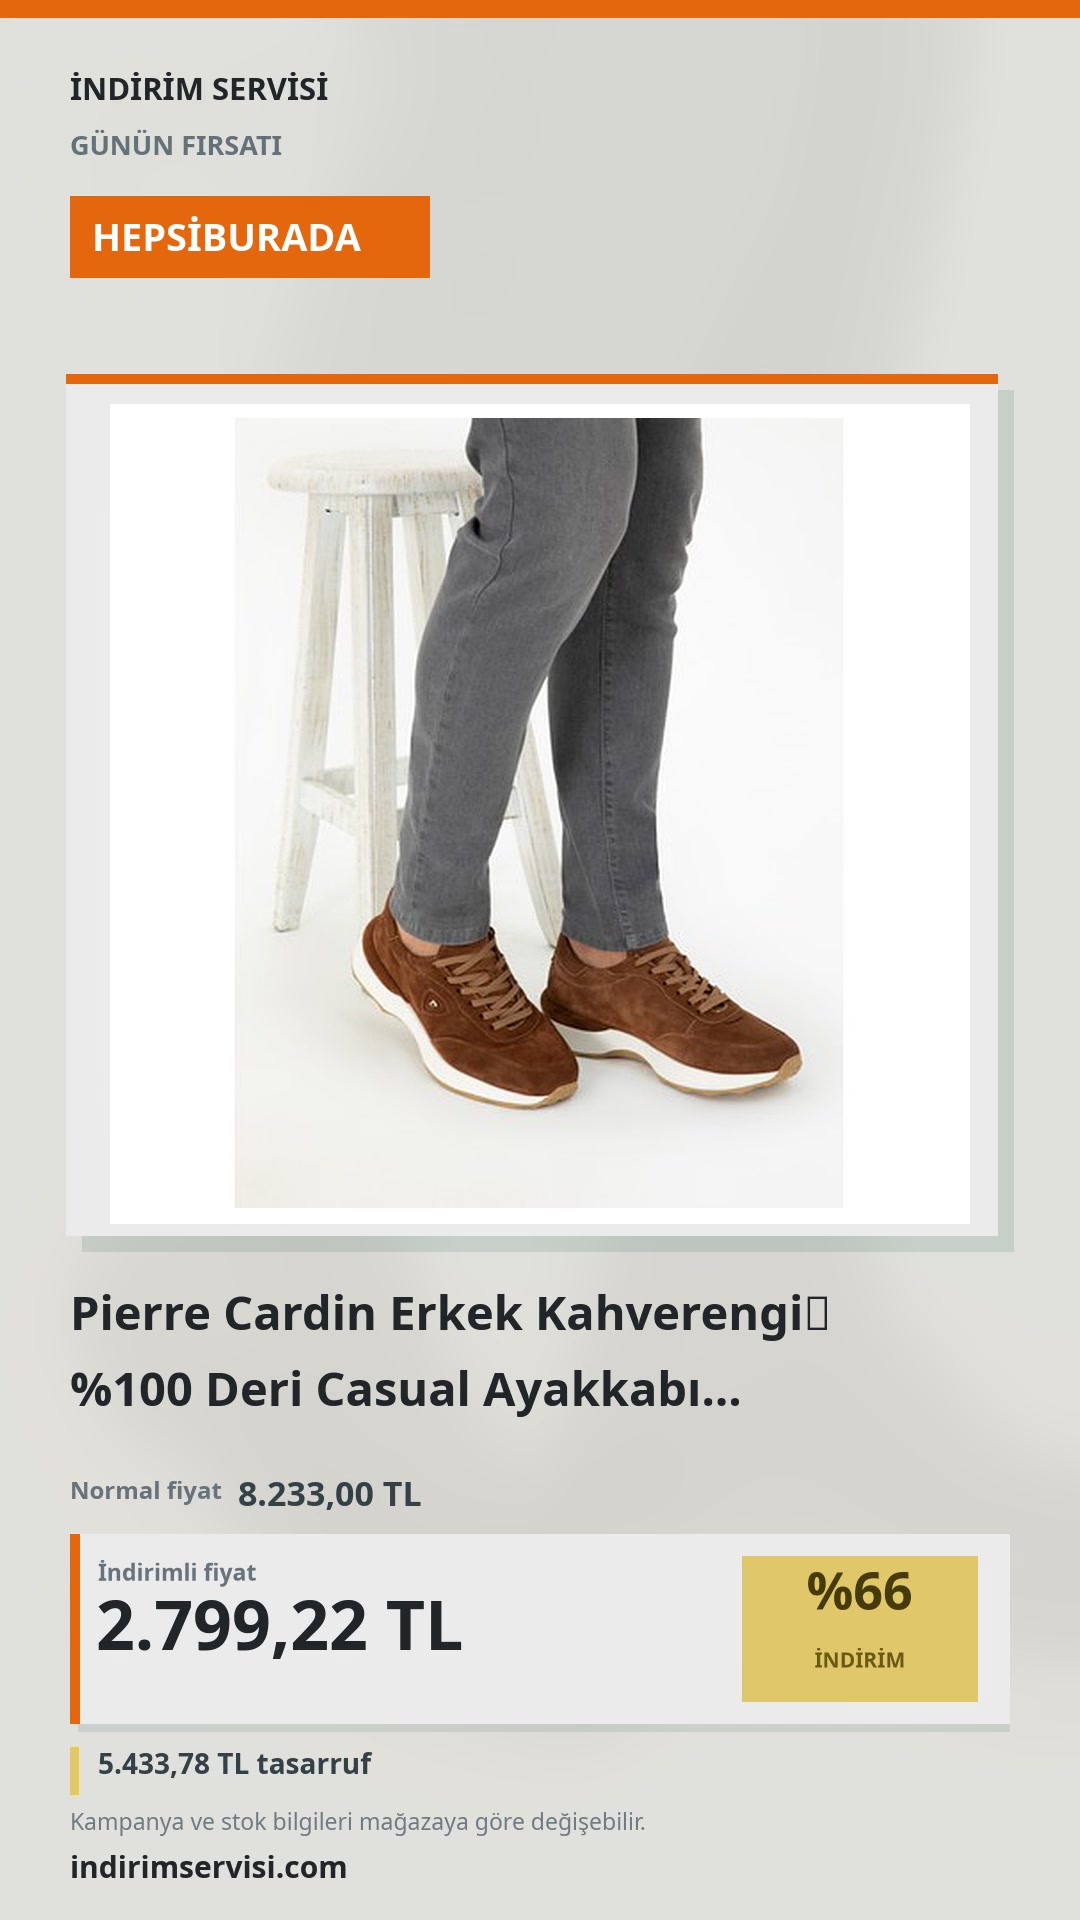 İNDİRİM SERVİSİ
GÜNÜN FIRSATI
HEPSİBURADA
Pierre Cardin Erkek Kahverengi
%100 Deri Casual Ayakkabı...
Normal fiyat 8.233,00 TL
İndirimli fiyat
2.799,22 TL
%66
İNDİRİM
5.433,78 TL tasarruf
Kampanya ve stok bilgileri mağazaya göre değişebilir.
indirimservisi.com